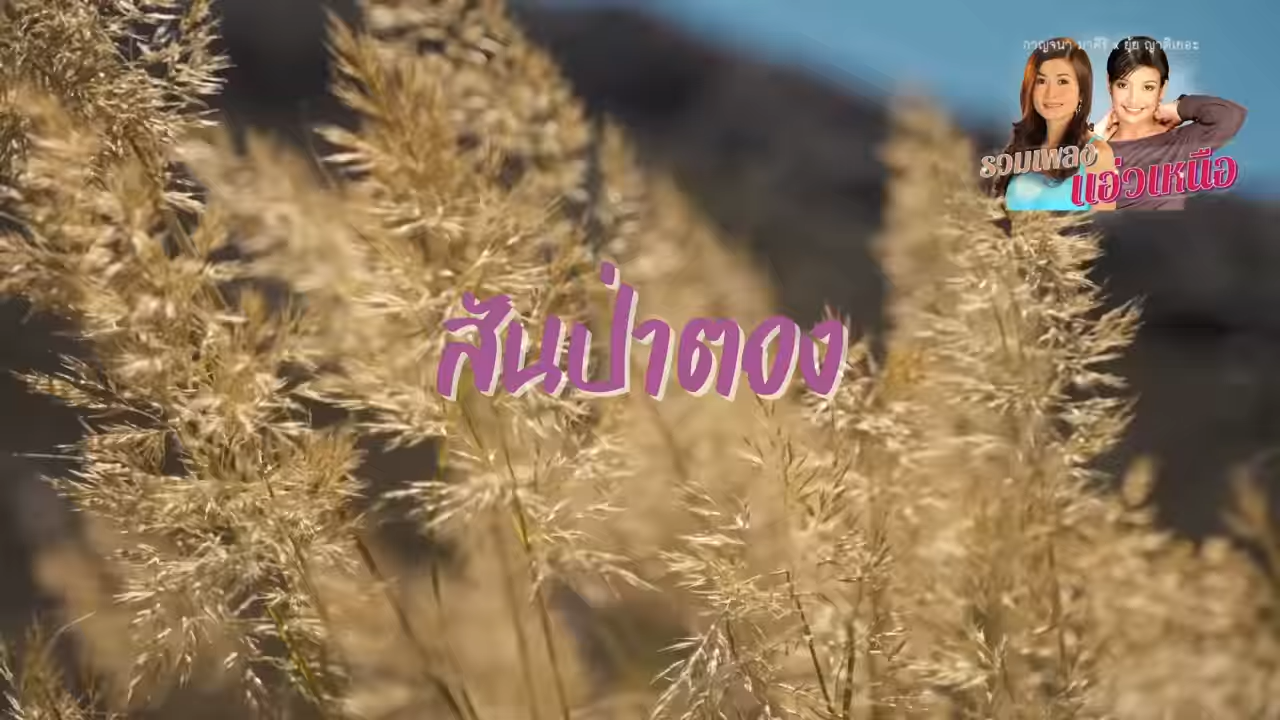 กาญจนา มาศิริ x ยุ้ย ญาติเยอะ
รวมเพลง
แอ่วเหนือ
สันป่าตอง